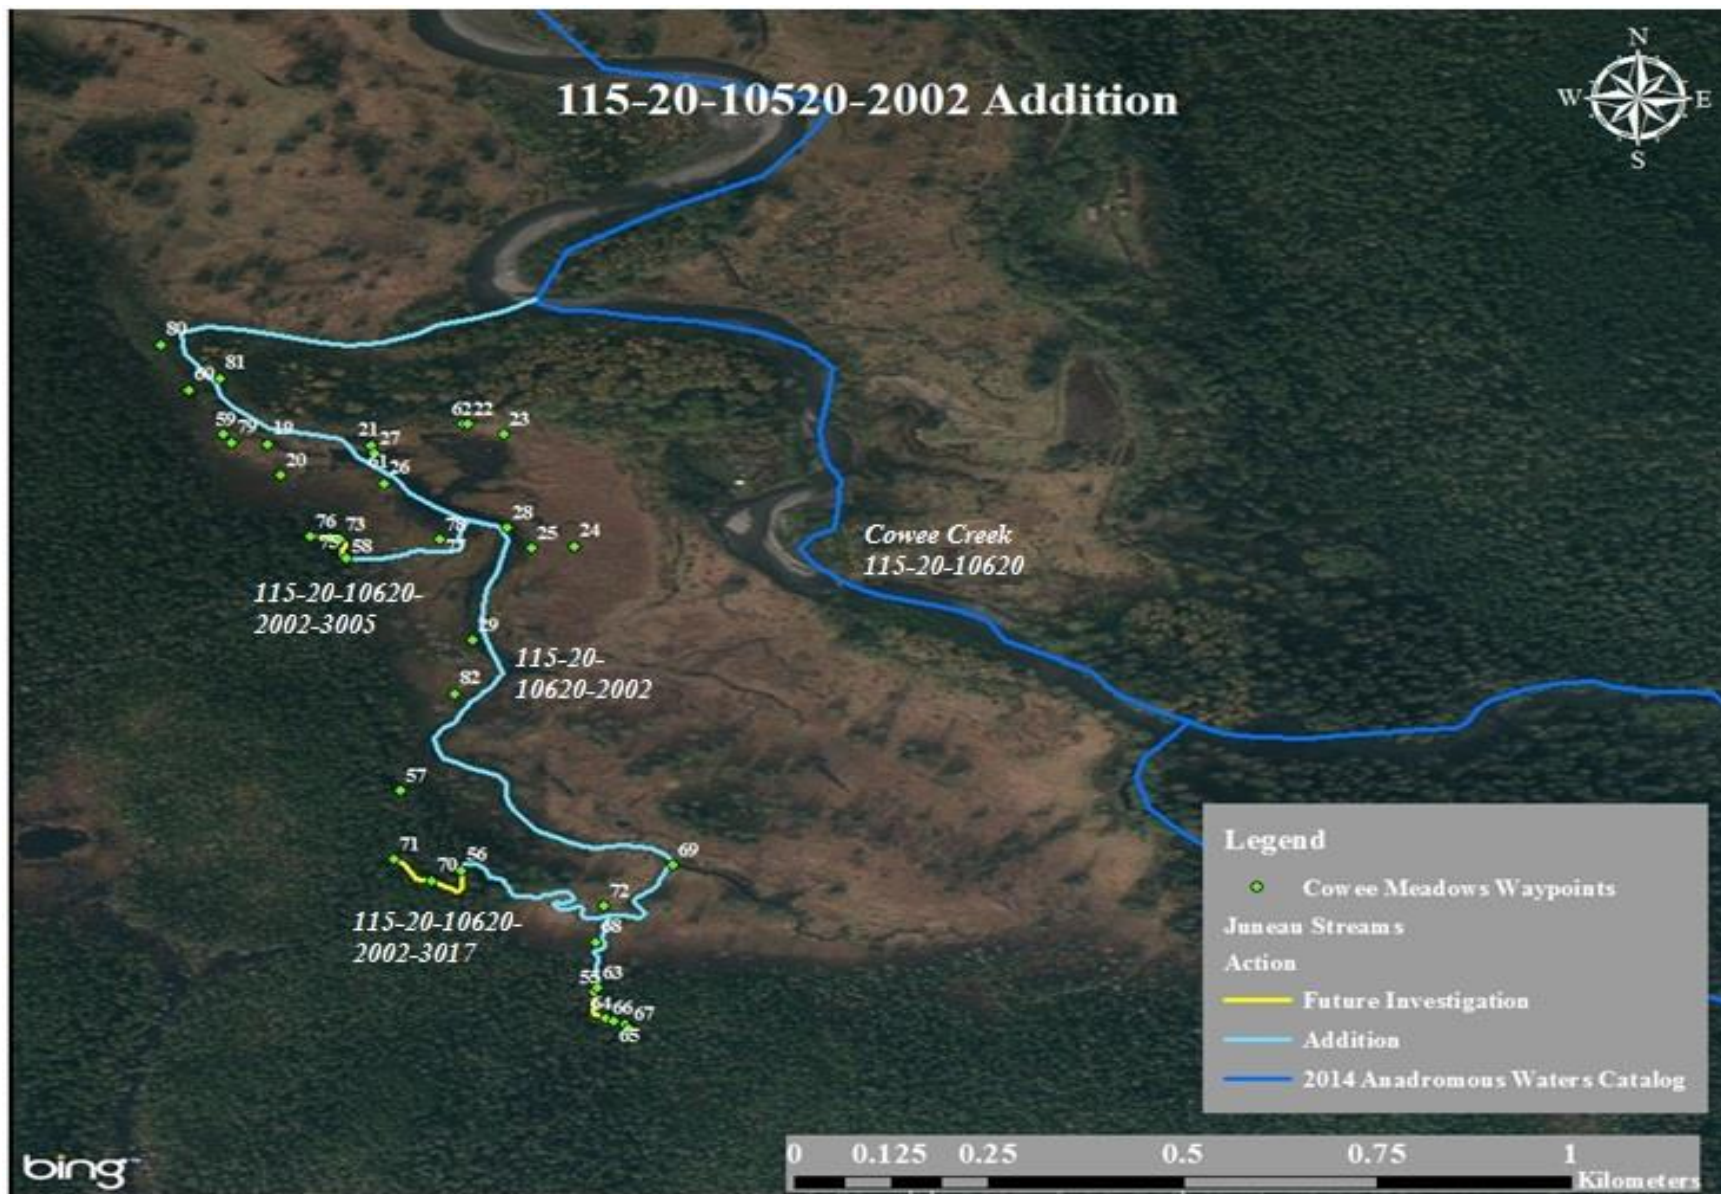 115-20-10520-2002 Addition
N
W E
S
80
81
60
59
79
19
20
21
27
61
26
62 22
23
76
73
75
58
78
77
28
25
24
Cowee Creek
115-20-10620
115-20-10620-
2002-3005
29
115-20-
10620-2002
82
57
71
70
56
69
72
115-20-10620-
2002-3017
68
63
55
64
66
67
65
Legend
Cowee Meadows Waypoints
Juneau Streams
Action
Future Investigation
Addition
2014 Anadromous Waters Catalog
bing
0 0.125 0.25 0.5 0.75 1
Kilometers